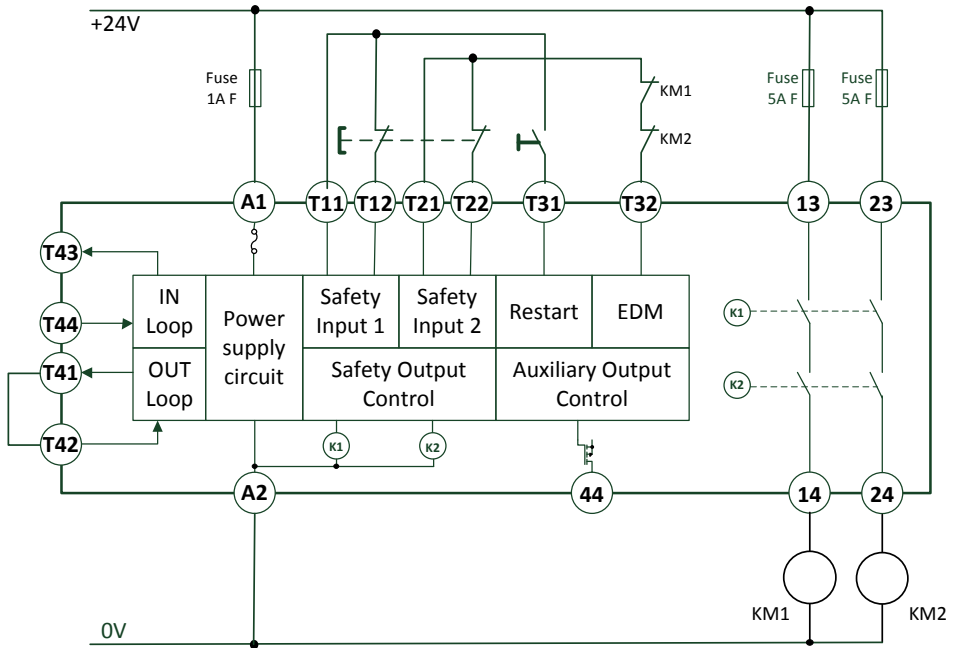 +24V
Fuse
1A F
Fuse
5A F
Fuse
5A F
KM1
KM2
A1
T11
T12
T21
T22
T31
T32
13
23
T43
T44
T41
T42
IN
Loop
Power
supply
circuit
Safety
Input 1
Safety
Input 2
Restart
EDM
OUT
Loop
Safety Output
Control
Auxiliary Output
Control
K1
K2
K1
K2
A2
44
14
24
KM1
KM2
0V